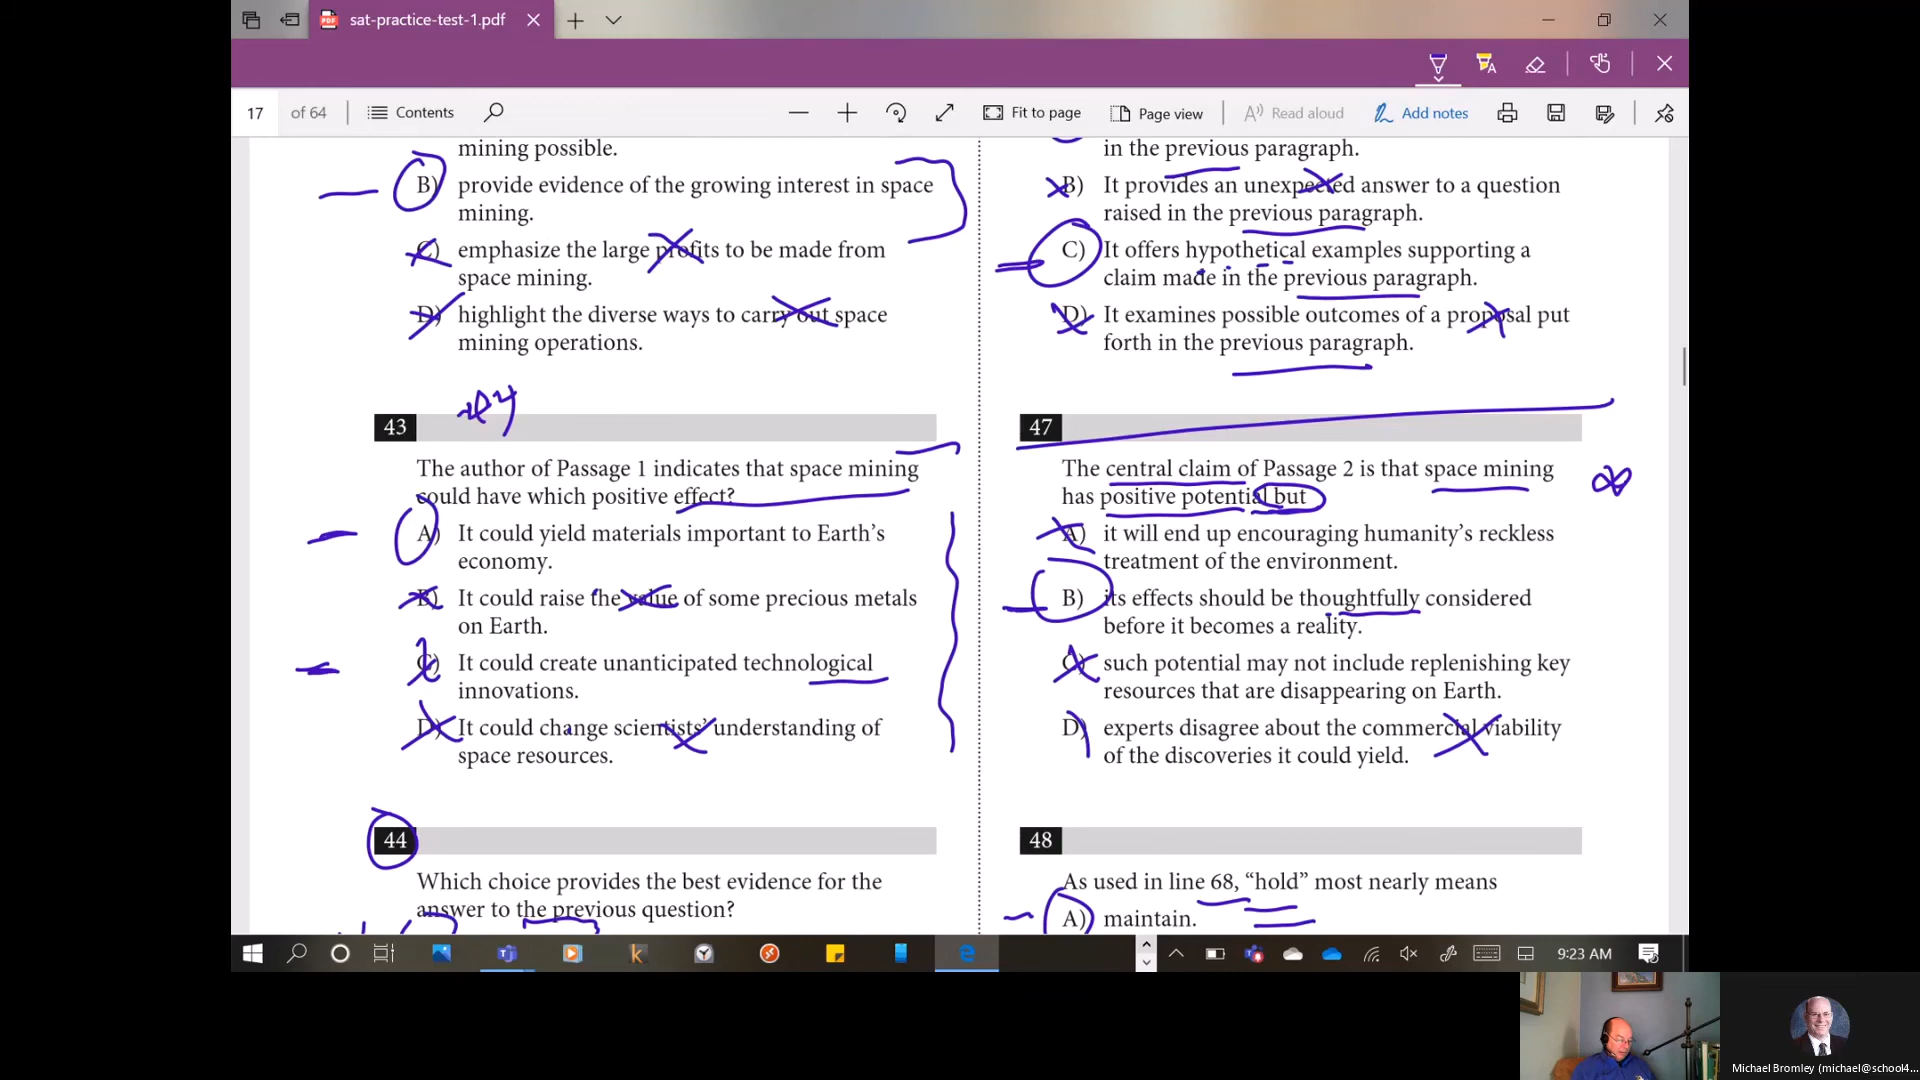 sat-practice-test-1.pdf
17 of 64
Contents
Fit to page
Page view
Read aloud
Add notes
mining possible.
B) provide evidence of the growing interest in space
mining.
C) emphasize the large profits to be made from
space mining.
D) highlight the diverse ways to carry out space
mining operations.
43
The author of Passage 1 indicates that space mining
could have which positive effect?
A) It could yield materials important to Earth's
economy.
B) It could raise the value of some precious metals
on Earth.
C) It could create unanticipated technological
innovations.
D) It could change scientists' understanding of
space resources.
44
Which choice provides the best evidence for the
answer to the previous question?
in the previous paragraph.
B) It provides an unexpected answer to a question
raised in the previous paragraph.
C) It offers hypothetical examples supporting a
claim made in the previous paragraph.
D) It examines possible outcomes of a proposal put
forth in the previous paragraph.
47
The central claim of Passage 2 is that space mining
has positive potential but
A) it will end up encouraging humanity's reckless
treatment of the environment.
B) its effects should be thoughtfully considered
before it becomes a reality.
C) such potential may not include replenishing key
resources that are disappearing on Earth.
D) experts disagree about the commercial viability
of the discoveries it could yield.
48
As used in line 68, “hold” most nearly means
A) maintain.
9:23 AM
Michael Bromley (michael@school4...